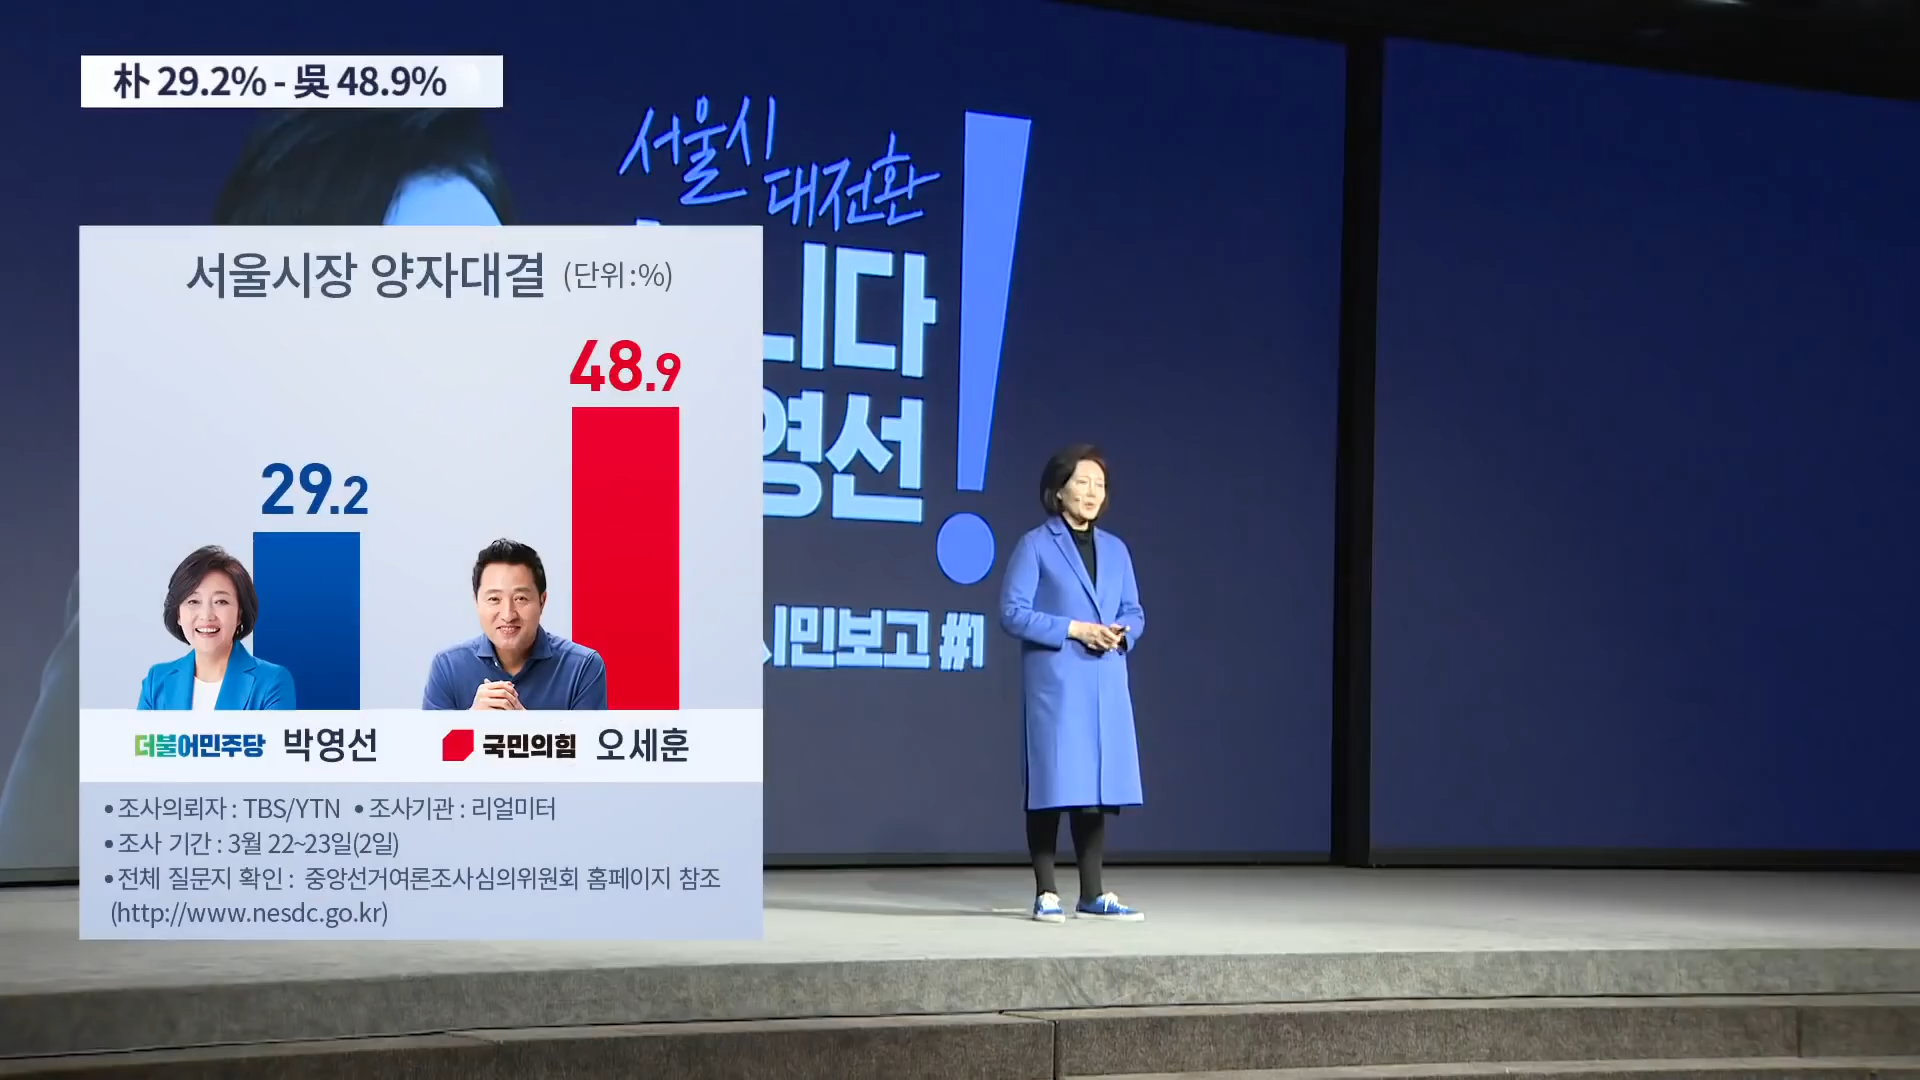 朴 29.2% - 吳 48.9%
서울시
대전환
니다
영선
!
시민보고 #1
서울시장 양자대결 (단위:%)
29.2
48.9
더불어민주당 박영선
국민의힘 오세훈
•조사의뢰자 : TBS/YTN •조사기관 : 리얼미터
•조사 기간 : 3월 22~23일(2일)
•전체 질문지 확인 : 중앙선거여론조사심의위원회 홈페이지 참조
(http://www.nesdc.go.kr)